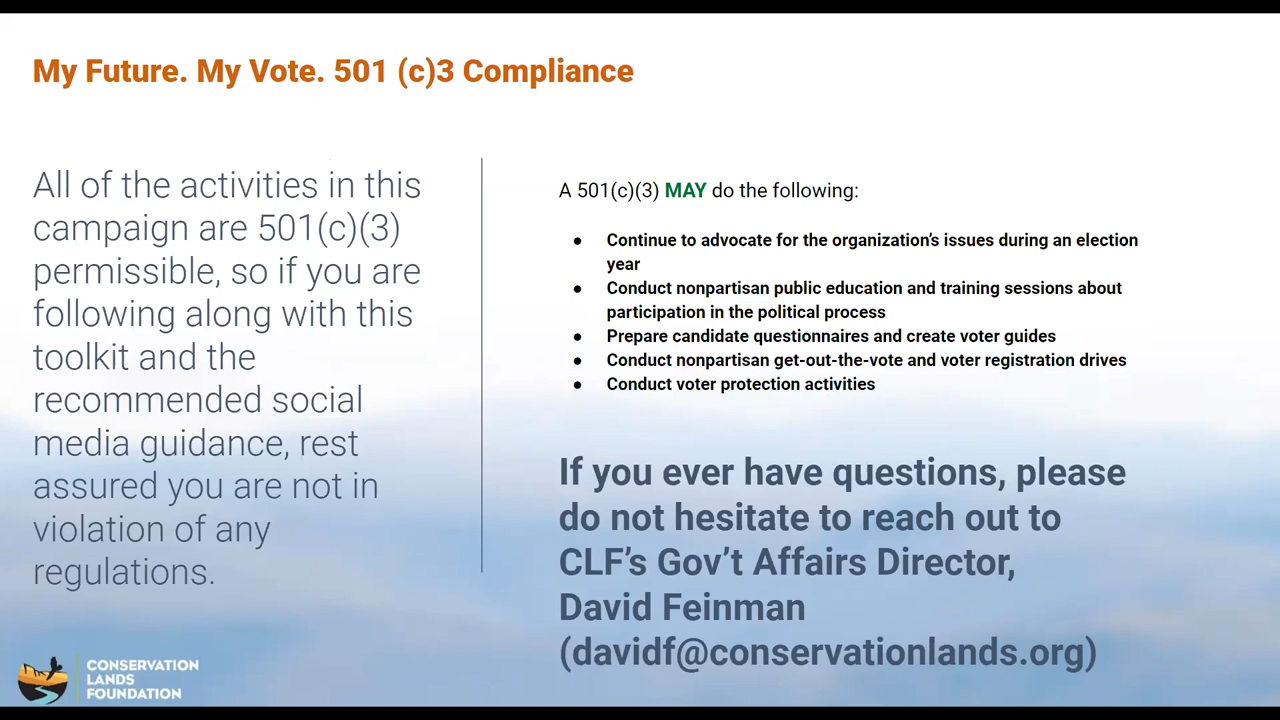 My Future. My Vote. 501 (c)3 Compliance
All of the activities in this
campaign are 501(c)(3)
permissible, so if you are
following along with this
toolkit and the
recommended social
media guidance, rest
assured you are not in
violation of any
regulations.
A 501(c)(3) MAY do the following:
● Continue to advocate for the organization's issues during an election
year
● Conduct nonpartisan public education and training sessions about
participation in the political process
● Prepare candidate questionnaires and create voter guides
● Conduct nonpartisan get-out-the-vote and voter registration drives
● Conduct voter protection activities
If you ever have questions, please
do not hesitate to reach out to
CLF’s Gov’t Affairs Director,
David Feinman
(davidf@conservationlands.org)
CONSERVATION
LANDS
FOUNDATION